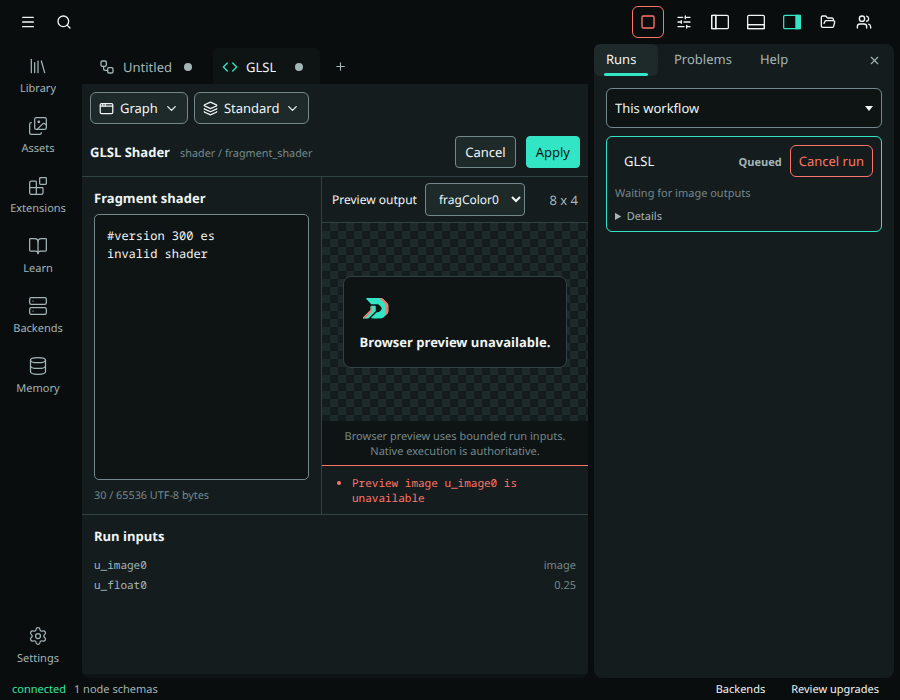 Untitled
GLSL
Library
Assets
Extensions
Learn
Backends
Memory
Settings
Graph
Standard
GLSL Shader shader / fragment_shader
Cancel
Apply
Fragment shader
#version 300 es
invalid shader
30 / 65536 UTF-8 bytes
Preview output
fragColor0
8 x 4
Browser preview unavailable.
Browser preview uses bounded run inputs.
Native execution is authoritative.
• Preview image u_image0 is
unavailable
Run inputs
u_image0 image
u_float0 0.25
Runs
Problems
Help
This workflow
GLSL
Queued
Cancel run
Waiting for image outputs
Details
connected 1 node schemas
Backends
Review upgrades